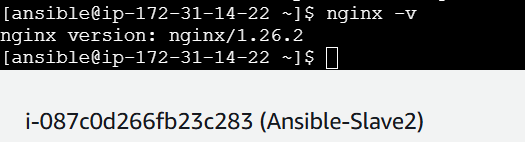 [ansible@ip-172-31-14-22 ~]$ nginx -v
nginx version: nginx/1.26.2
[ansible@ip-172-31-14-22 ~]$
i-087c0d266fb23c283 (Ansible-Slave2)